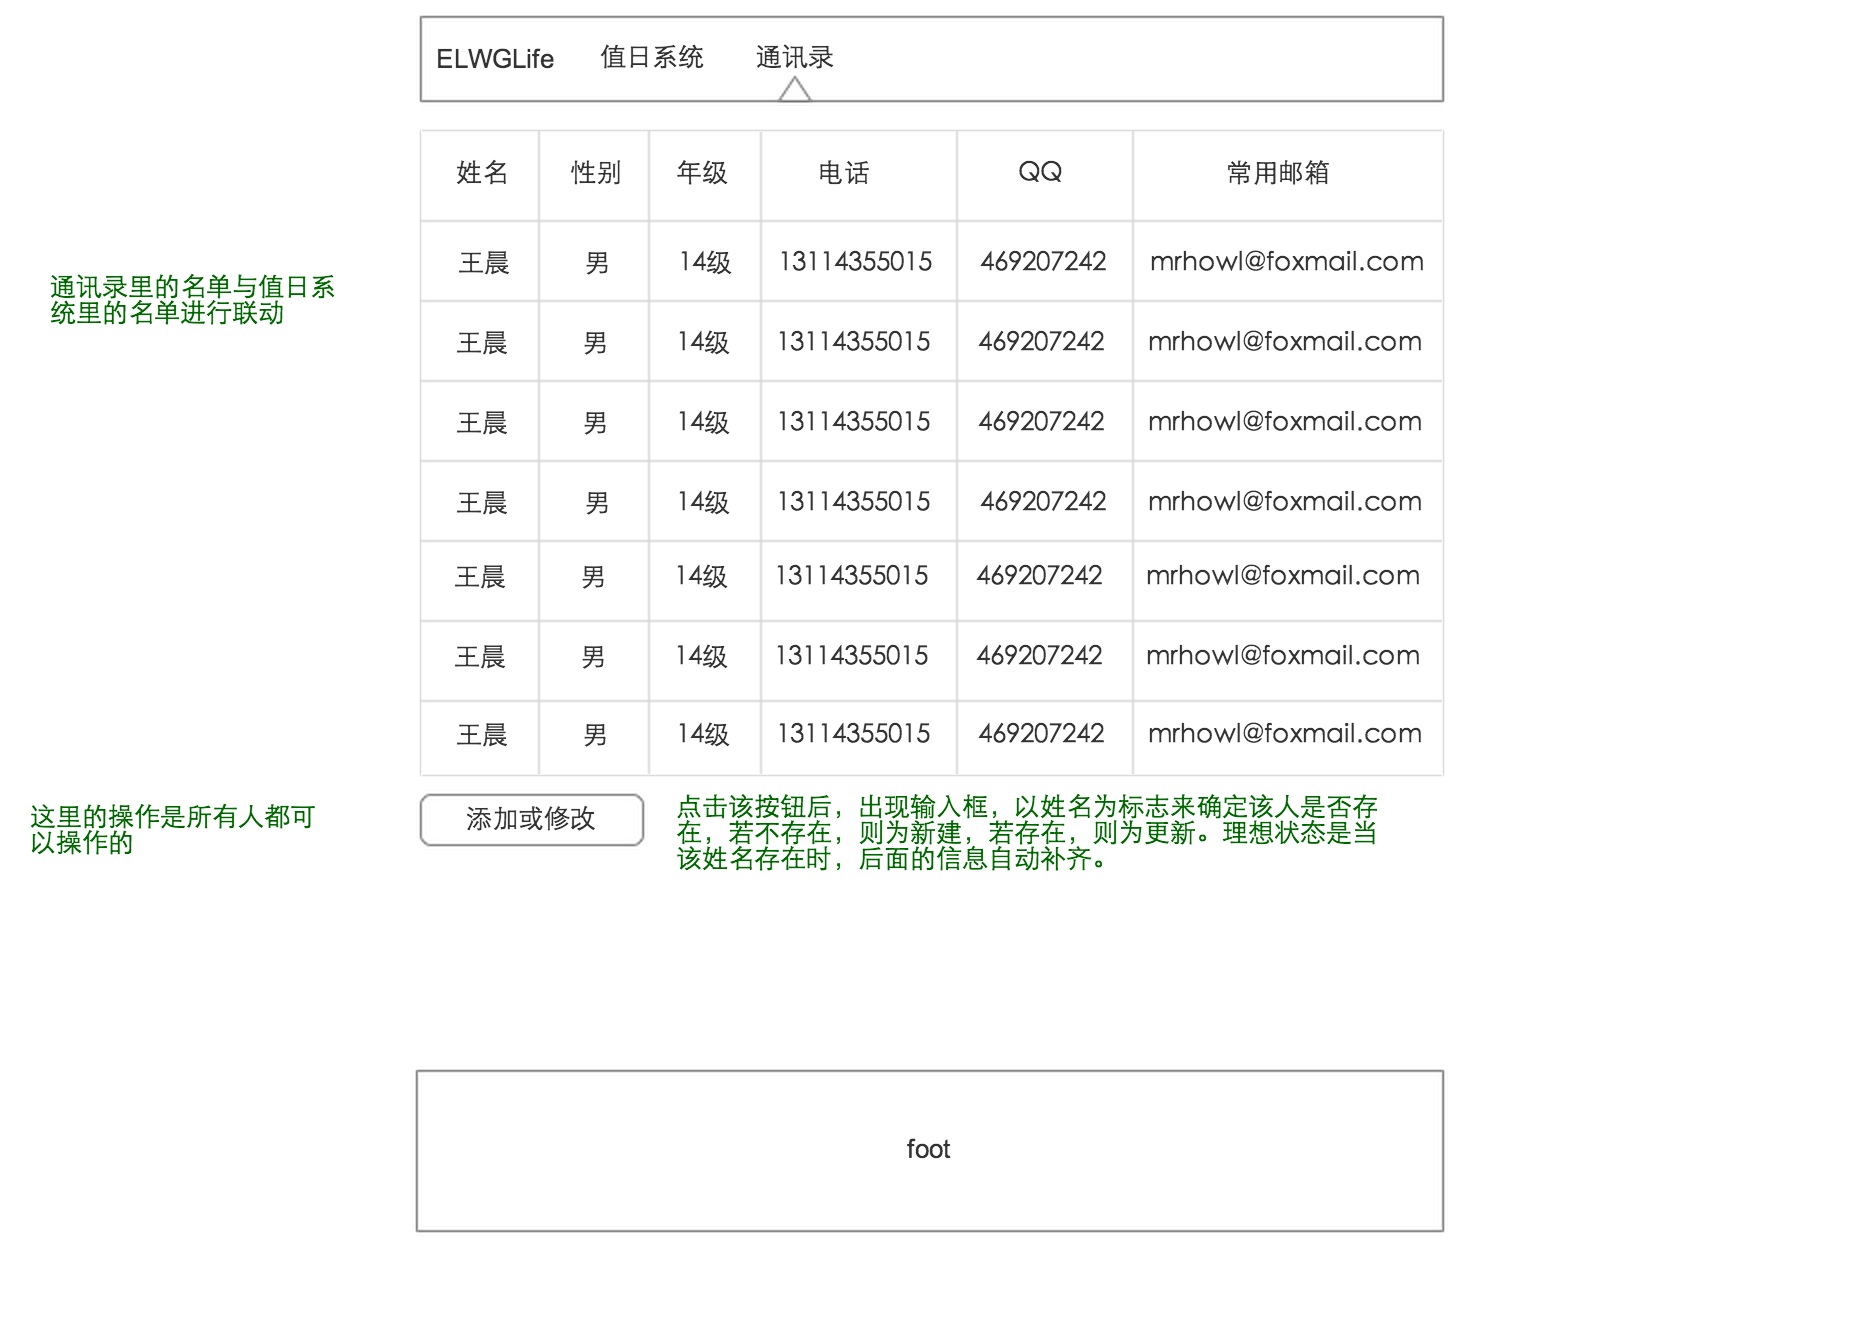 ELWGLife 值日系统 通讯录
姓名 性别 年级 电话 QQ 常用邮箱
王晨 男 14级 13114355015 469207242 mrhowl@foxmail.com
通讯录里的名单与值日系
统里的名单进行联动
王晨 男 14级 13114355015 469207242 mrhowl@foxmail.com
王晨 男 14级 13114355015 469207242 mrhowl@foxmail.com
王晨 男 14级 13114355015 469207242 mrhowl@foxmail.com
王晨 男 14级 13114355015 469207242 mrhowl@foxmail.com
王晨 男 14级 13114355015 469207242 mrhowl@foxmail.com
王晨 男 14级 13114355015 469207242 mrhowl@foxmail.com
这里的操作是所有人都可
以操作的
添加或修改
点击该按钮后，出现输入框，以姓名为标志来确定该人是否存
在，若不存在，则为新建，若存在，则为更新。理想状态是当
该姓名存在时，后面的信息自动补齐。
foot